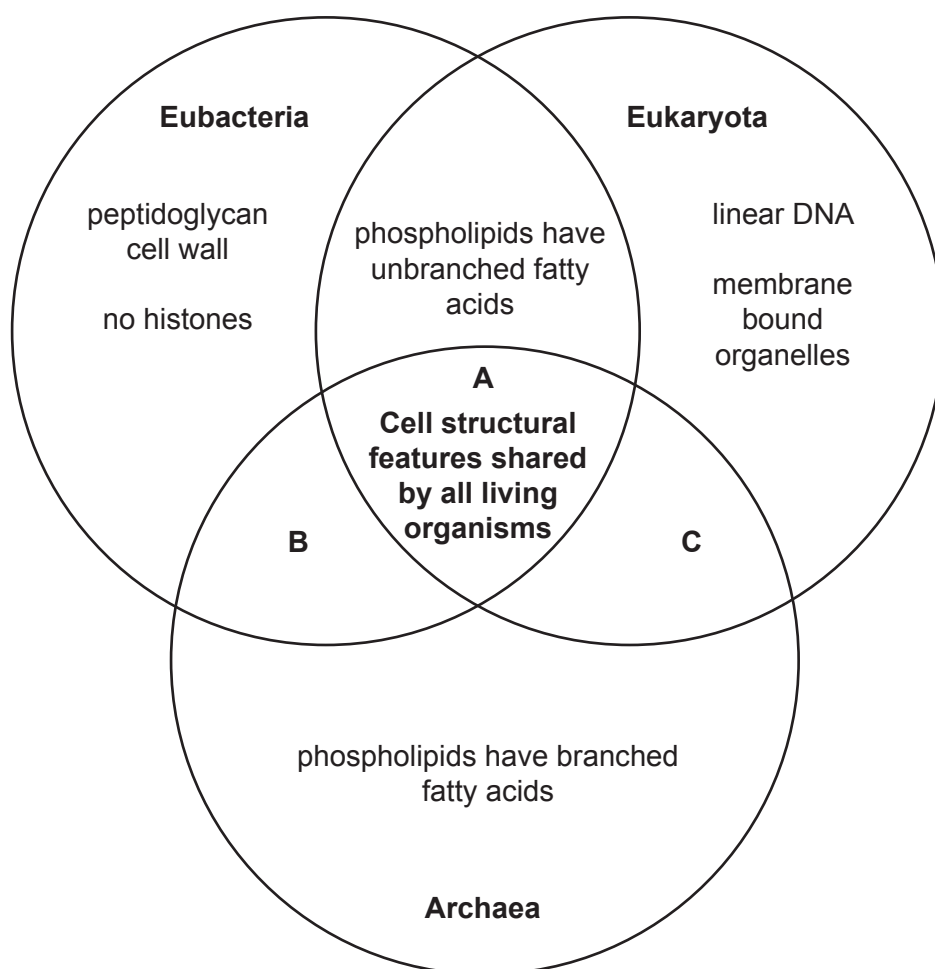 Eubacteria
peptidoglycan
cell wall
no histones
phospholipids have
unbranched fatty
acids
Eukaryota
linear DNA
membrane
bound
organelles
A
Cell structural
features shared
by all living
organisms
B
C
phospholipids have branched
fatty acids
Archaea